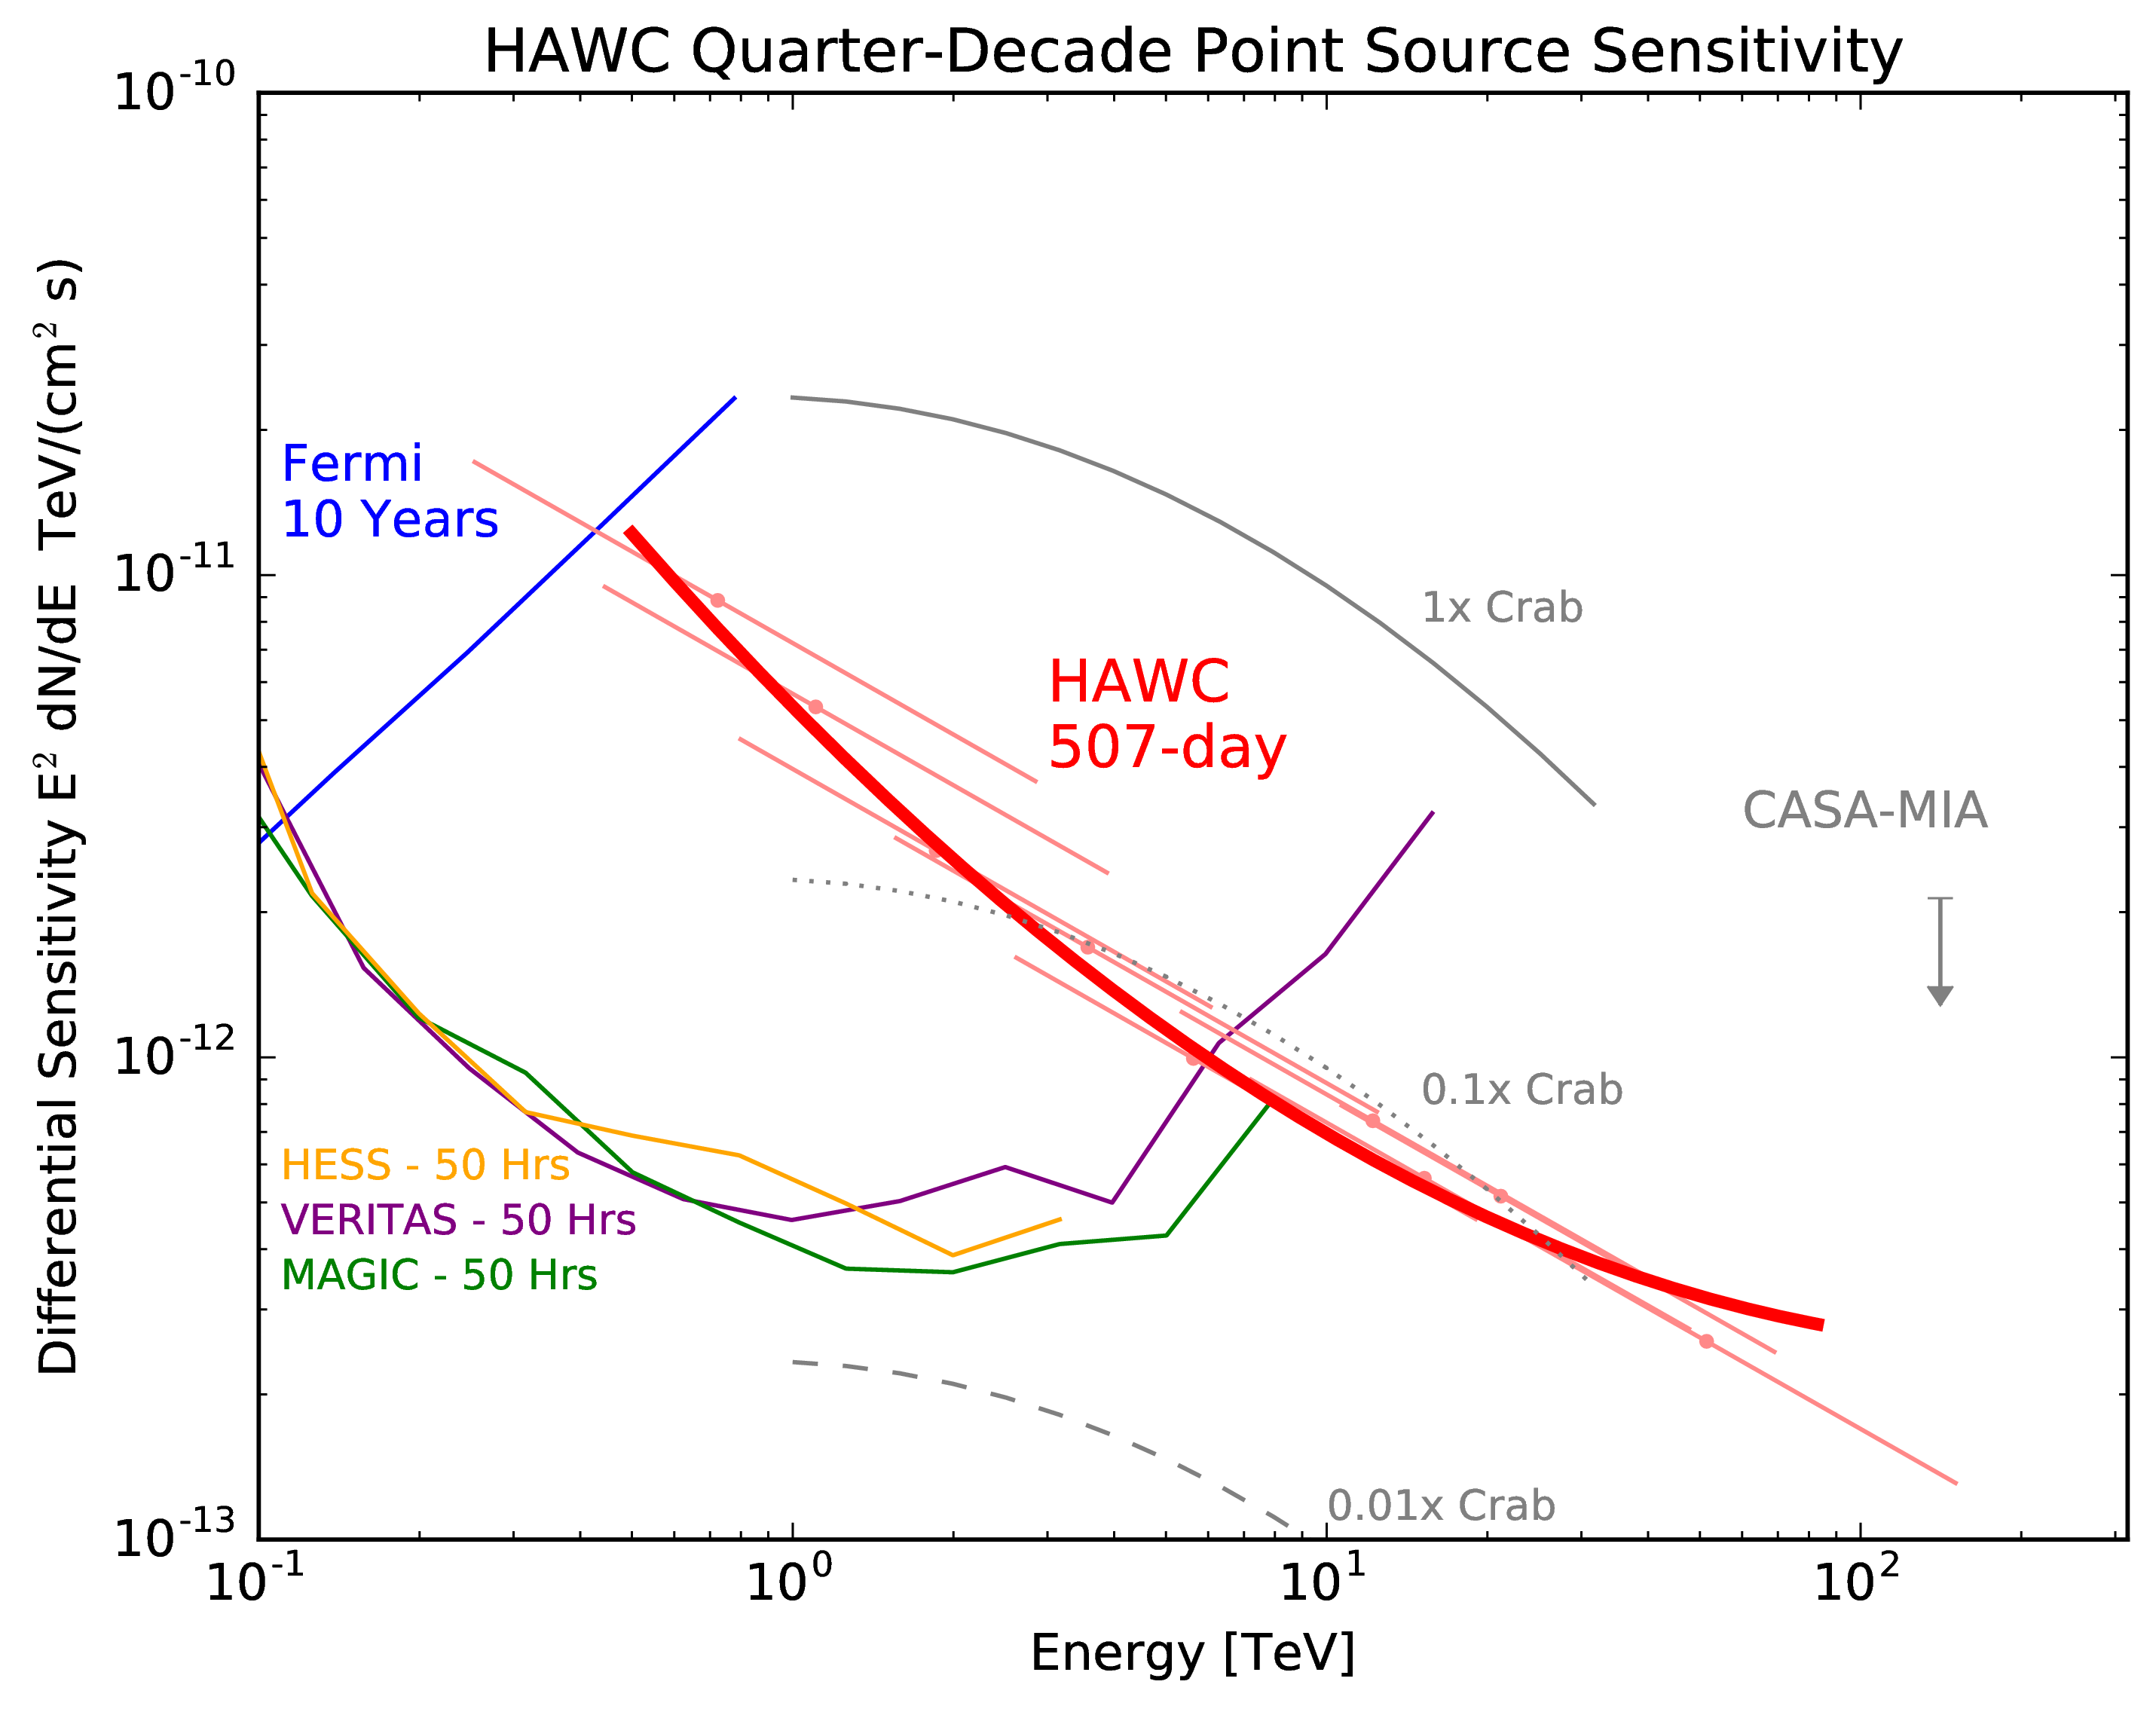 HAWC Quarter-Decade Point Source Sensitivity
Differential Sensitivity E² dN/dE TeV/(cm² s)
10⁻¹⁰
10⁻¹¹
10⁻¹²
10⁻¹³
Fermi
10 Years
1x Crab
HAWC
507-day
CASA-MIA
0.1x Crab
HESS - 50 Hrs
VERITAS - 50 Hrs
MAGIC - 50 Hrs
0.01x Crab
10⁻¹ 10⁰ 10¹ 10²
Energy [TeV]